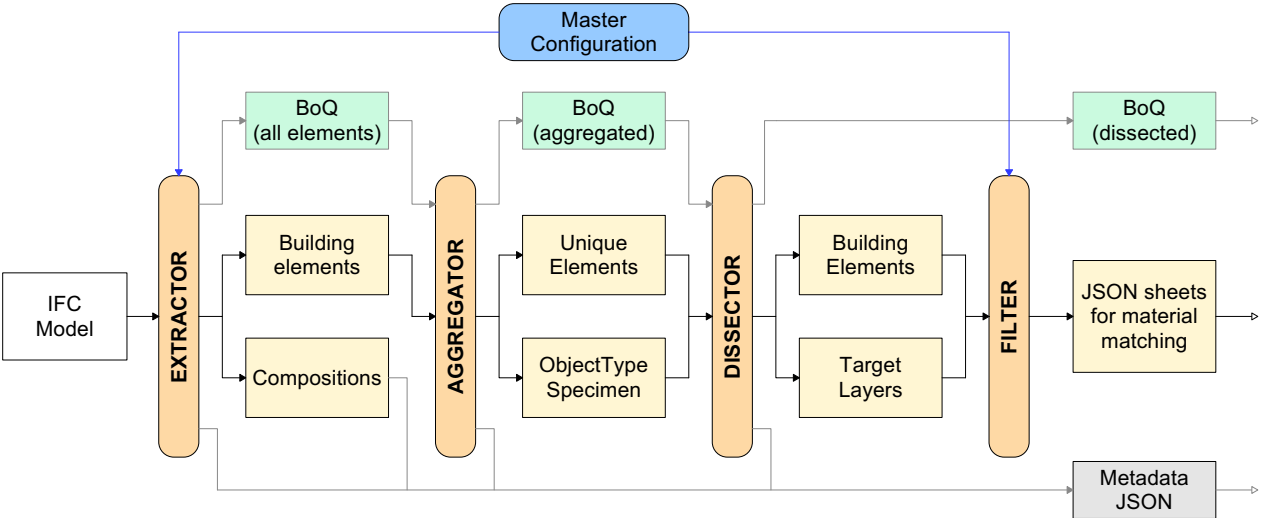 Master
Configuration
BoQ
(all elements)
BoQ
(aggregated)
BoQ
(dissected)
IFC
Model
EXTRACTOR
Building
elements
Compositions
AGGREGATOR
Unique
Elements
ObjectType
Specimen
DISSECTOR
Building
Elements
Target
Layers
FILTER
JSON sheets
for material
matching
Metadada
JSON